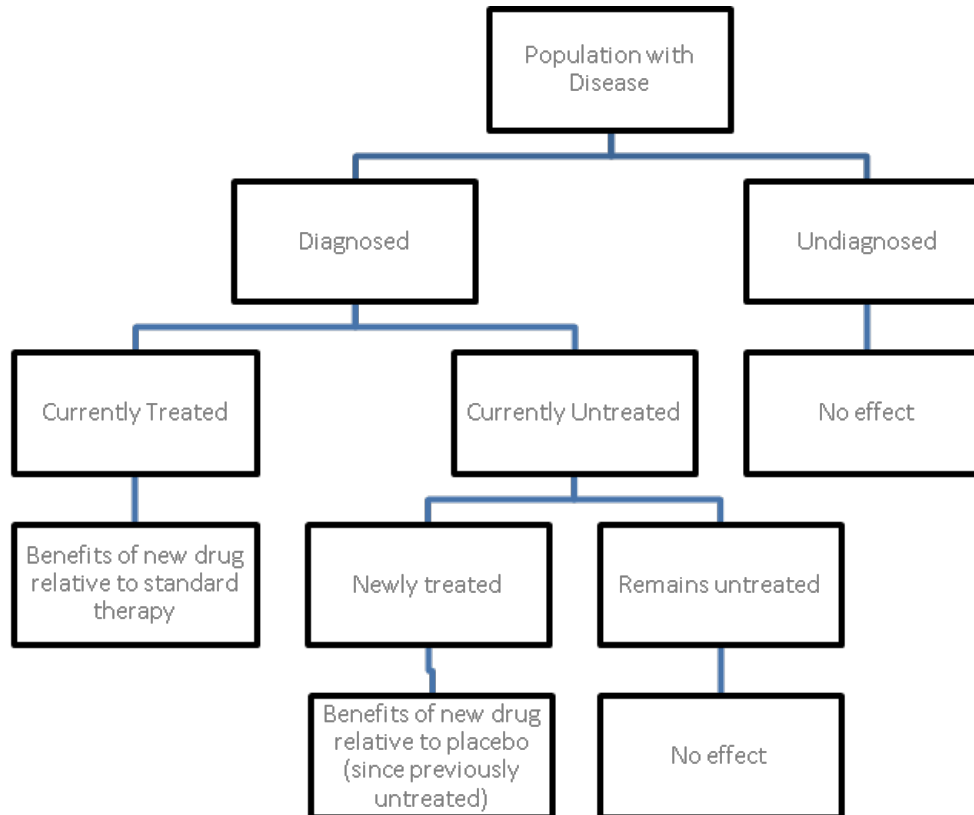 Population with
Disease
Diagnosed
Undiagnosed
Currently Treated
Currently Untreated
No effect
Benefits of new drug
relative to standard
therapy
Newly treated
Remains untreated
Benefits of new drug
relative to placebo
(since previously
untreated)
No effect